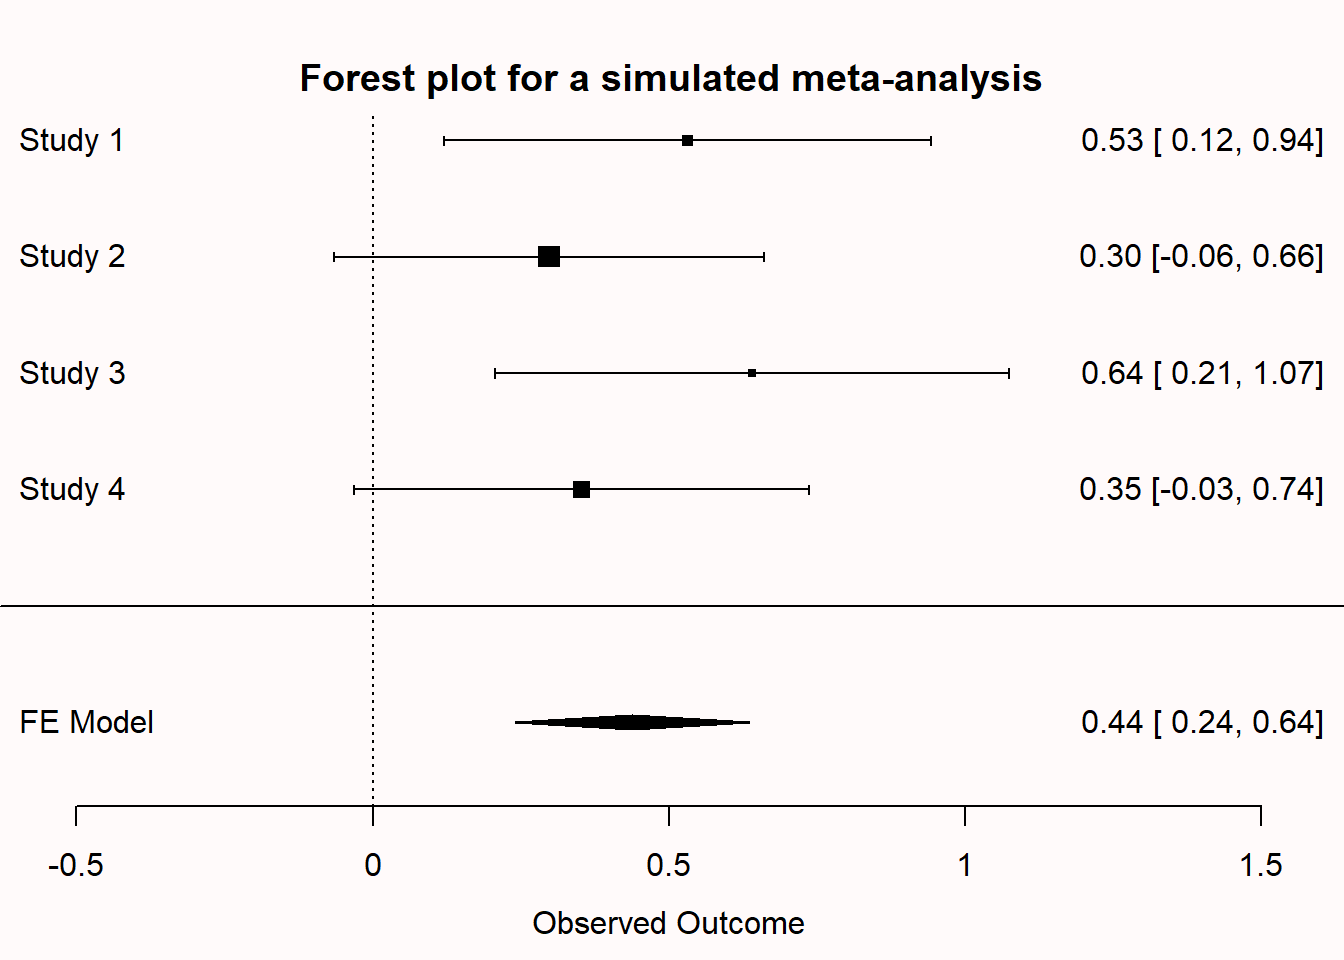 Forest plot for a simulated meta-analysis
Study 1 0.53 [ 0.12, 0.94]
Study 2 0.30 [-0.06, 0.66]
Study 3 0.64 [ 0.21, 1.07]
Study 4 0.35 [-0.03, 0.74]
FE Model 0.44 [ 0.24, 0.64]
-0.5 0 0.5 1 1.5
Observed Outcome